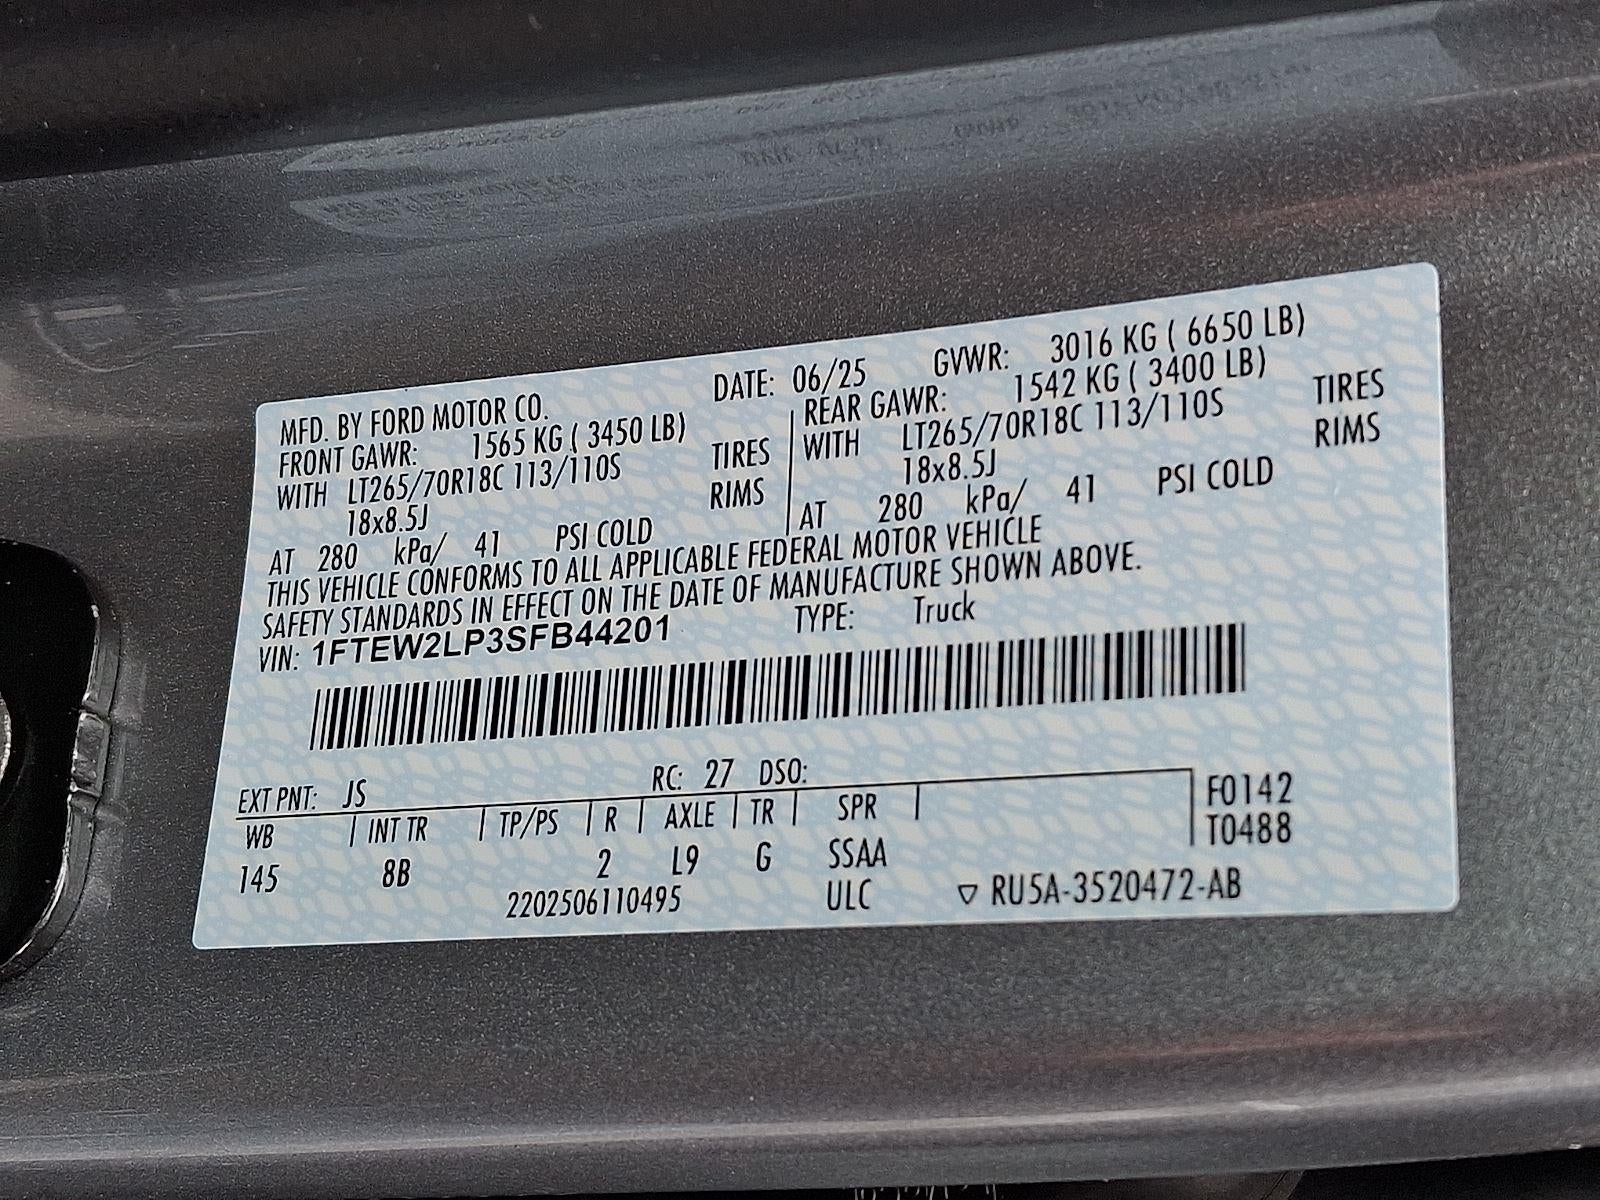 MFD. BY FORD MOTOR CO. DATE: 06/25 GVWR: 3016 KG ( 6650 LB)
FRONT GAWR: 1565 KG ( 3450 LB) REAR GAWR: 1542 KG ( 3400 LB)
WITH LT265/70R18C 113/110S TIRES WITH LT265/70R18C 113/110S TIRES
18x8.5J RIMS 18x8.5J RIMS
AT 280 kPa/ 41 PSI COLD AT 280 kPa/ 41 PSI COLD
THIS VEHICLE CONFORMS TO ALL APPLICABLE FEDERAL MOTOR VEHICLE
SAFETY STANDARDS IN EFFECT ON THE DATE OF MANUFACTURE SHOWN ABOVE.
VIN: 1FTEW2LP3SFB44201 TYPE: Truck
EXT PNT: JS RC: 27 DSO: F0142
WB INT TR TP/PS R AXLE TR SPR T0488
145 8B 2 L9 G SSAA
2202506110495 ULC ▽ RU5A-3520472-AB